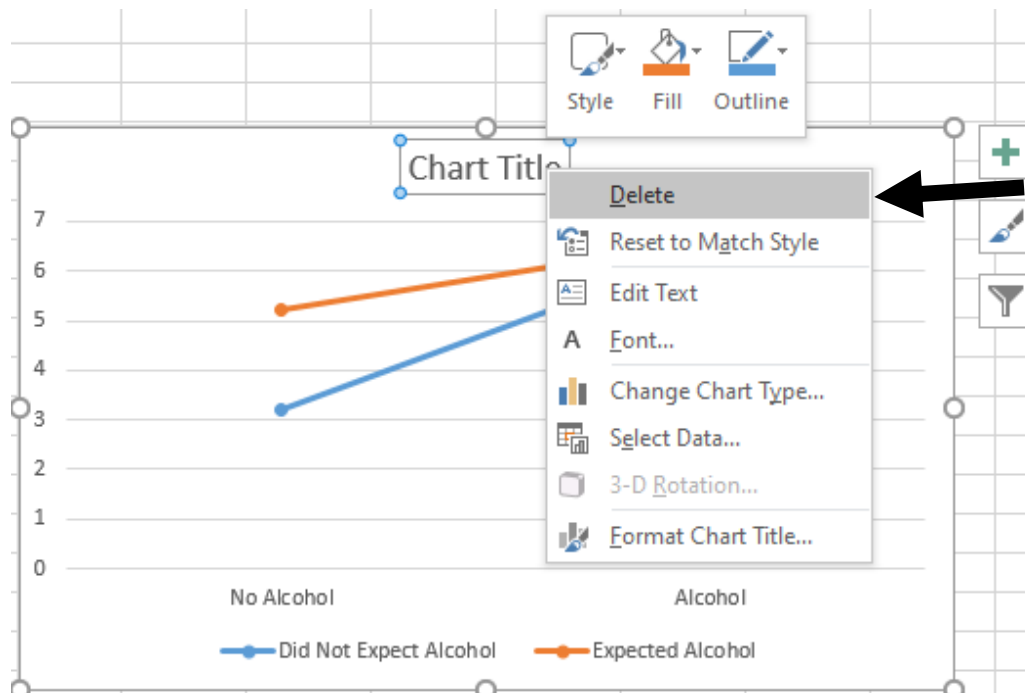 Style Fill Outline
Chart Title
Delete
Reset to Match Style
Edit Text
Font...
Change Chart Type...
Select Data...
3-D Rotation...
Format Chart Title...
7
6
5
4
3
2
1
0
No Alcohol Alcohol
Did Not Expect Alcohol Expected Alcohol